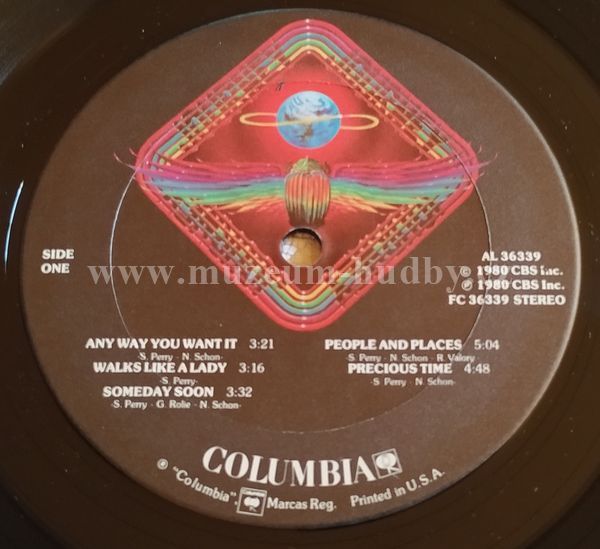 SIDE
ONE
AL 36339
© 1980 CBS Inc.
℗ 1980 CBS Inc.
FC 36339 STEREO
www.muzeum-hudby
ANY WAY YOU WANT IT 3:21
-S. Perry - N. Schon-
WALKS LIKE A LADY 3:16
-S. Perry-
SOMEDAY SOON 3:32
-S. Perry - G. Rolie - N. Schon-
PEOPLE AND PLACES 5:04
-S. Perry - N. Schon - R. Valory-
PRECIOUS TIME 4:48
-S. Perry - N. Schon-
COLUMBIA
® "Columbia", Marcas Reg. Printed in U.S.A.